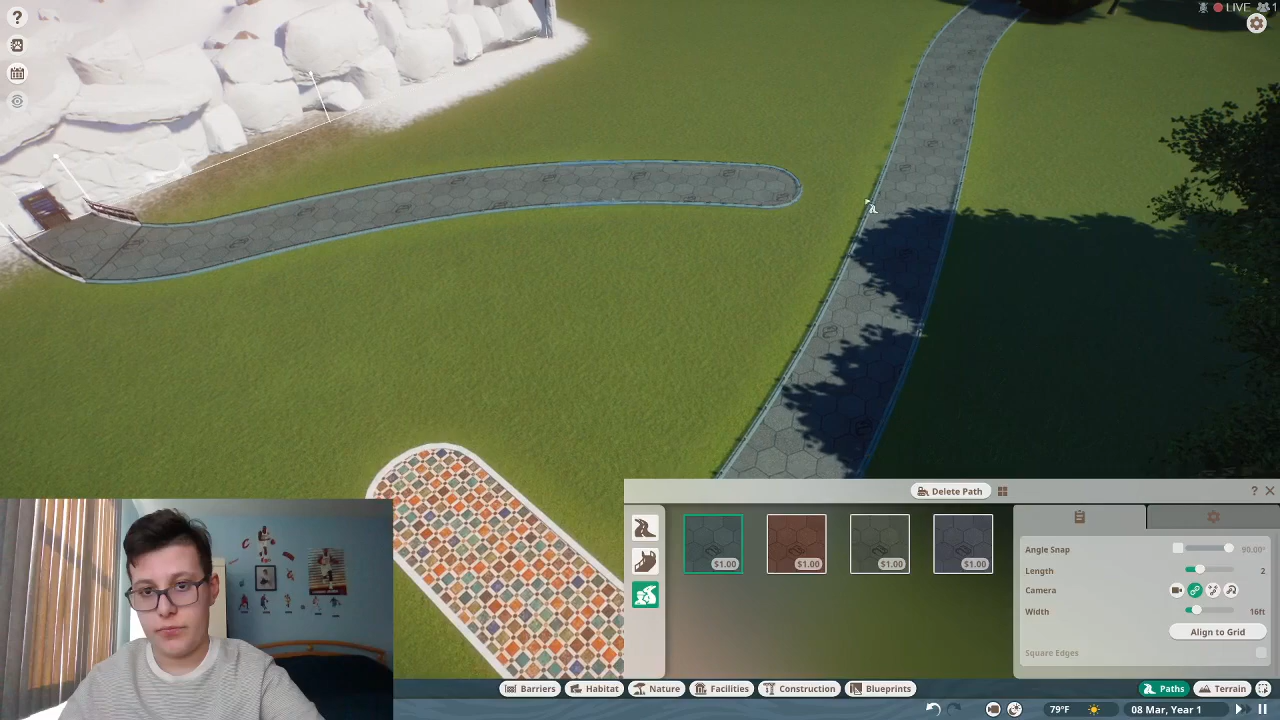 ?
LIVE 1
Delete Path
? ×
$1.00 $1.00 $1.00 $1.00
Angle Snap 90.00°
Length 2
Camera
Width 16ft
Align to Grid
Square Edges
Barriers Habitat Nature Facilities Construction Blueprints Paths Terrain
79°F 08 Mar, Year 1